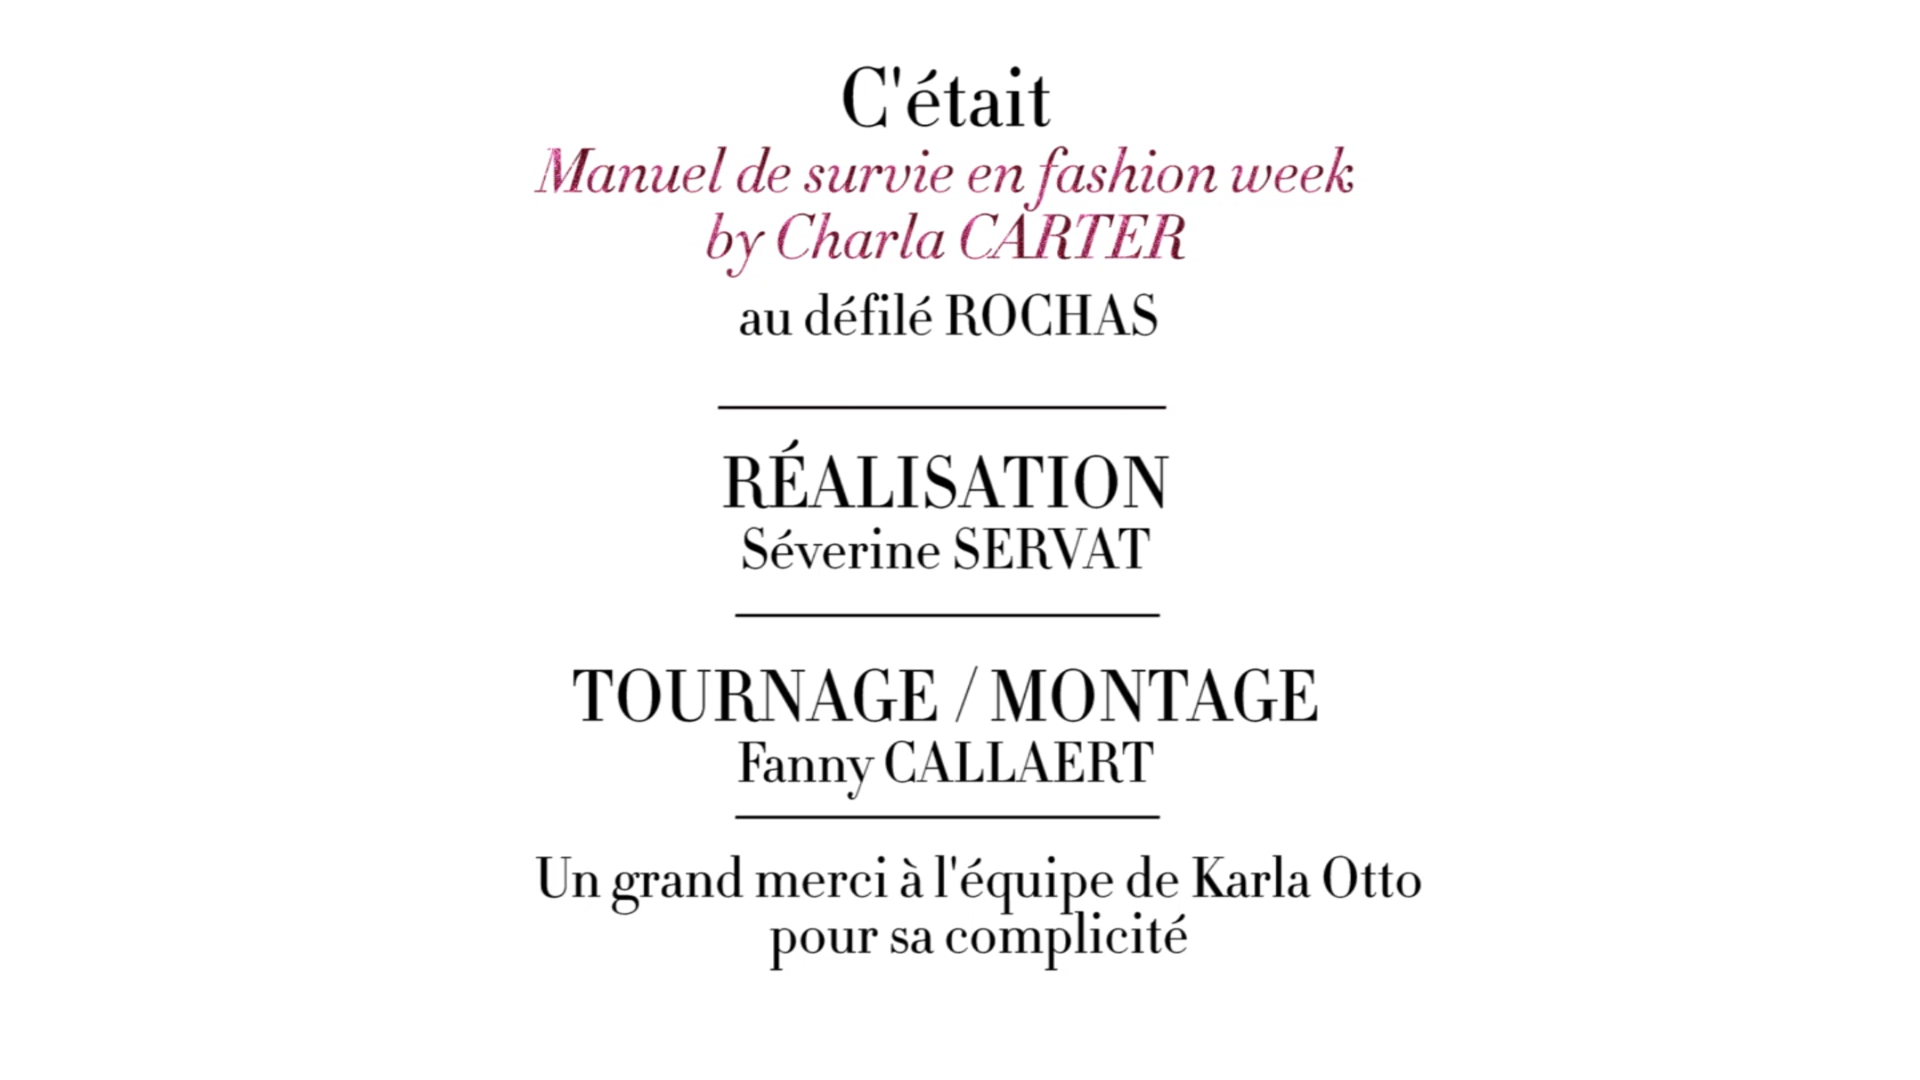 C'était
Manuel de survie en fashion week
by Charla CARTER
au défilé ROCHAS
RÉALISATION
Séverine SERVAT
TOURNAGE / MONTAGE
Fanny CALLAERT
Un grand merci à l'équipe de Karla Otto
pour sa complicité